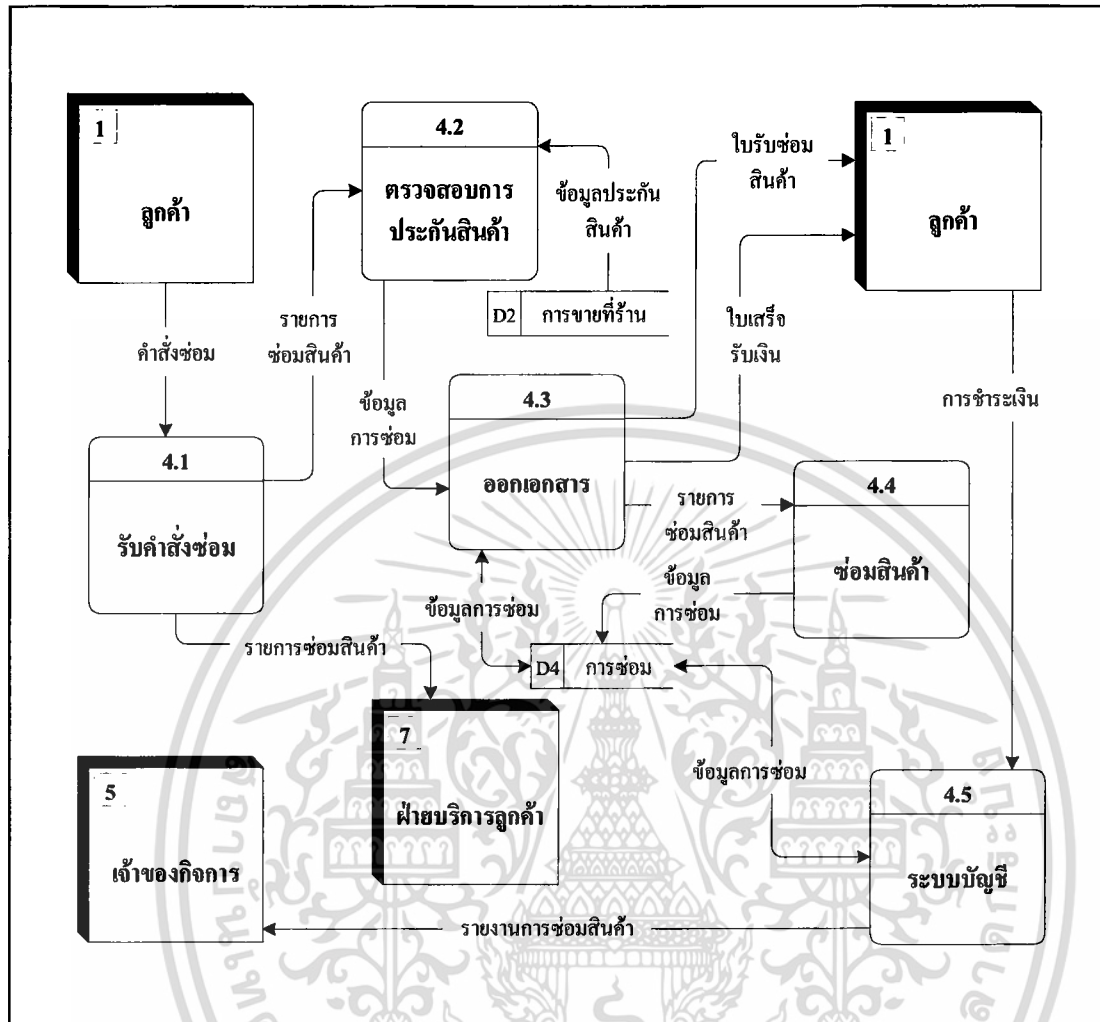 1
ลูกค้า
4.2
ตรวจสอบการ
ประกันสินค้า
ข้อมูลประกัน
สินค้า
D2 การขายที่ร้าน
ใบรับซ่อม
สินค้า
1
ลูกค้า
คำสั่งซ่อม
รายการ
ซ่อมสินค้า
ข้อมูล
การซ่อม
ใบเสร็จ
รับเงิน
การชำระเงิน
4.1
รับคำสั่งซ่อม
4.3
ออกเอกสาร
รายการ
ซ่อมสินค้า
4.4
ซ่อมสินค้า
ข้อมูล
การซ่อม
ข้อมูลการซ่อม
รายการซ่อมสินค้า
D4 การซ่อม
7
ฝ่ายบริการลูกค้า
ข้อมูลการซ่อม
5
เจ้าของกิจการ
4.5
ระบบบัญชี
รายงานการซ่อมสินค้า